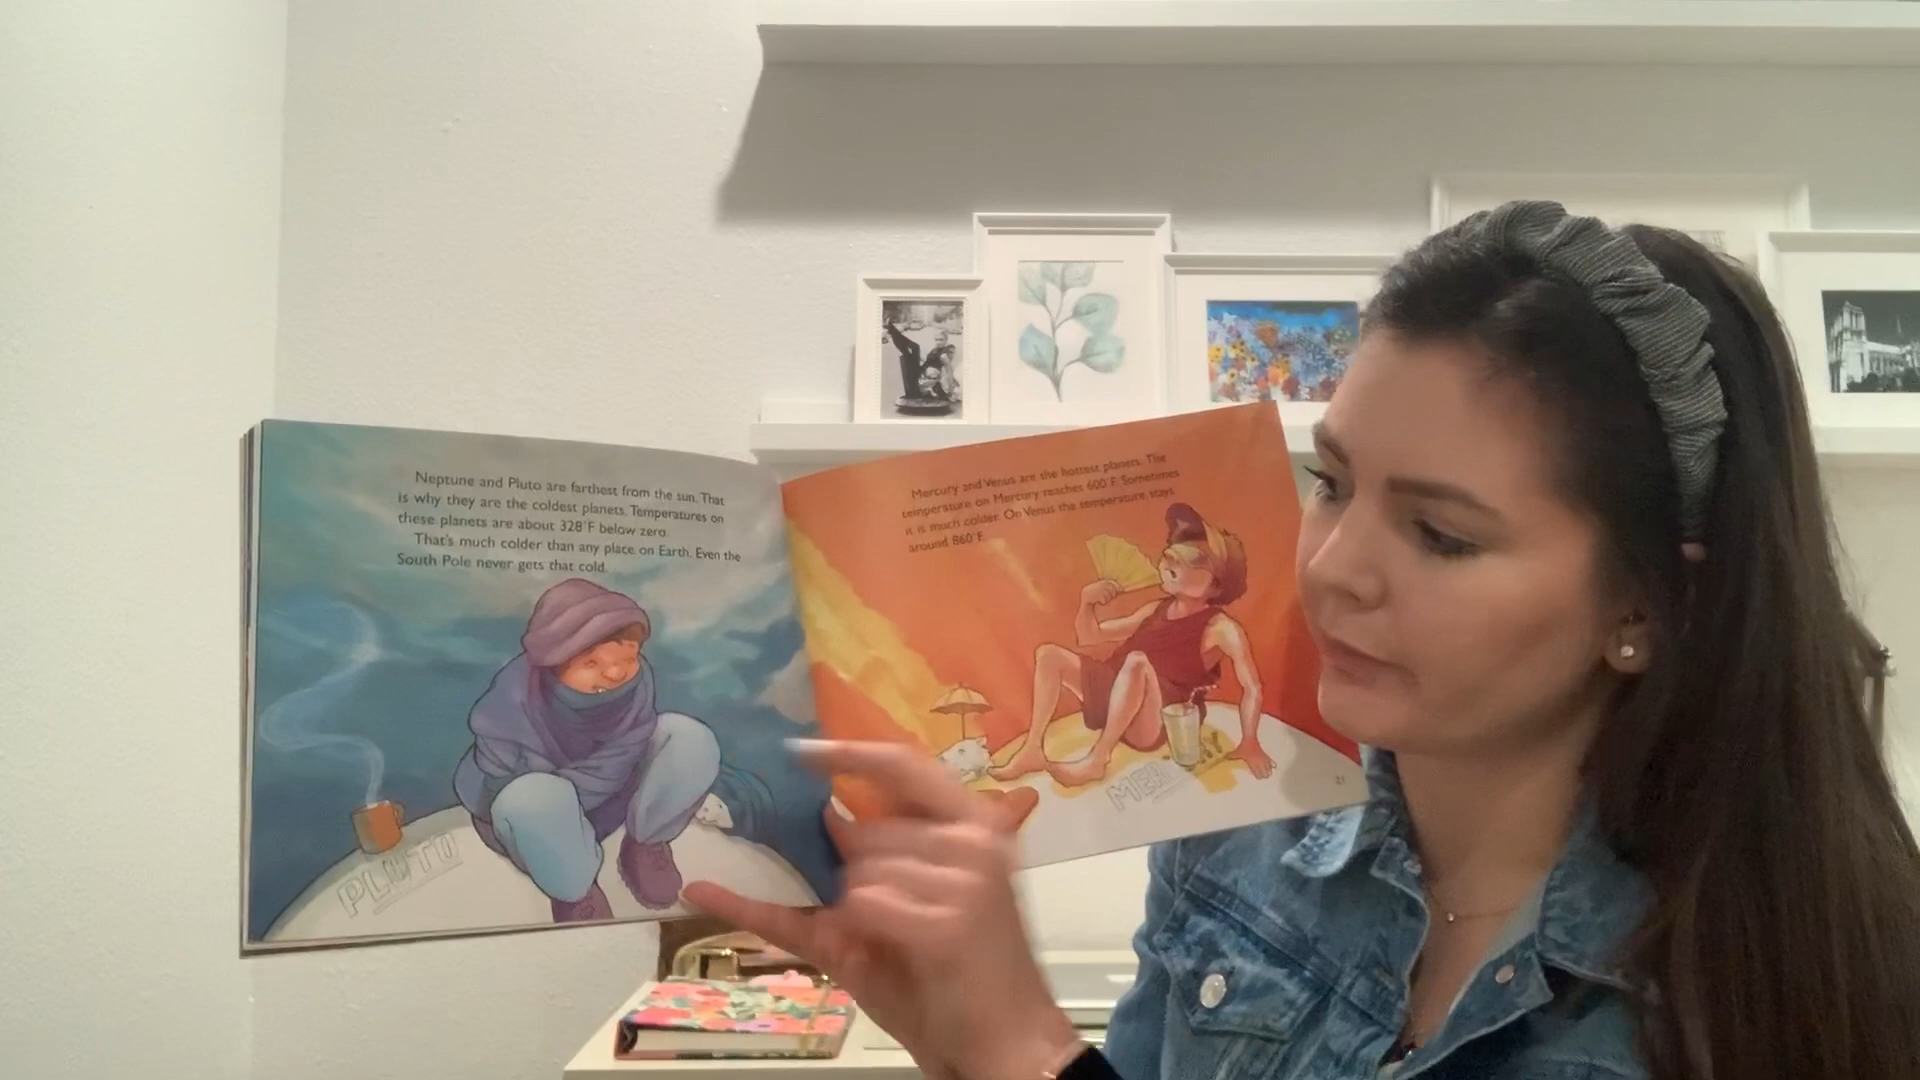 Neptune and Pluto are farthest from the sun. That
is why they are the coldest planets. Temperatures on
these planets are about 328°F below zero.
That's much colder than any place on Earth. Even the
South Pole never gets that cold.
PLUTO
Mercury and Venus are the hottest planets. The
temperature on Mercury reaches 600°F. Sometimes
it is much colder. On Venus the temperature stays
around 860°F.
MER
21